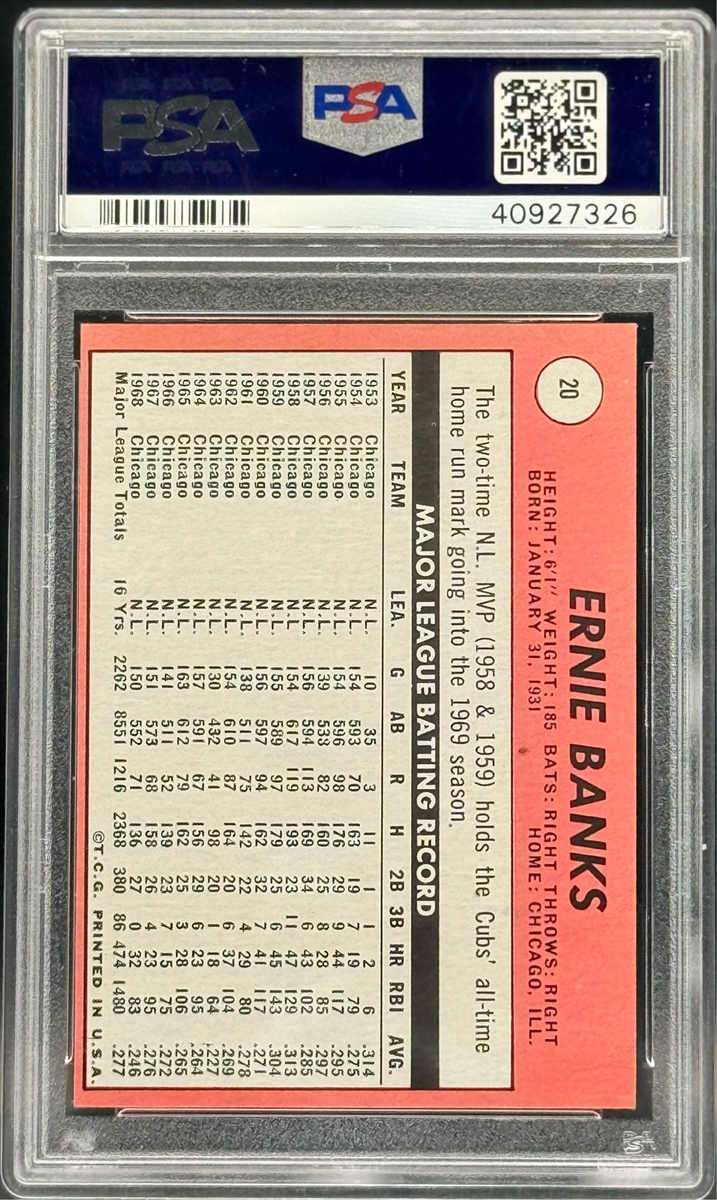 PSA
PSA
40927326
20
ERNIE BANKS
HEIGHT: 6'1" WEIGHT: 185 BATS: RIGHT THROWS: RIGHT
BORN: JANUARY 31, 1931 HOME: CHICAGO, ILL.
The two-time N.L. MVP (1958 & 1959) holds the Cubs' all-time
home run mark going into the 1969 season.
MAJOR LEAGUE BATTING RECORD
YEAR TEAM LEA. G AB R H 2B 3B HR RBI AVG.
1953 Chicago N.L. 10 35 3 11 1 1 2 6 .314
1954 Chicago N.L. 154 593 70 163 19 7 19 79 .275
1955 Chicago N.L. 154 596 98 176 29 9 44 117 .295
1956 Chicago N.L. 139 538 82 160 25 8 28 85 .297
1957 Chicago N.L. 156 594 113 169 34 6 43 102 .285
1958 Chicago N.L. 154 617 119 193 23 11 47 129 .313
1959 Chicago N.L. 155 589 97 179 25 6 45 143 .304
1960 Chicago N.L. 156 597 94 162 32 7 41 117 .271
1961 Chicago N.L. 138 511 75 142 22 4 29 80 .278
1962 Chicago N.L. 154 610 87 164 20 6 37 104 .269
1963 Chicago N.L. 130 432 41 98 20 1 18 64 .227
1964 Chicago N.L. 157 591 67 156 29 6 23 95 .264
1965 Chicago N.L. 163 612 79 162 25 3 28 106 .265
1966 Chicago N.L. 141 511 52 139 23 7 15 75 .272
1967 Chicago N.L. 151 573 68 158 26 4 23 95 .276
1968 Chicago N.L. 150 552 71 136 27 0 32 83 .246
Major League Totals 16 Yrs. 2262 8551 1216 2368 380 86 474 1480 .277
©T.C.G. PRINTED IN U.S.A.